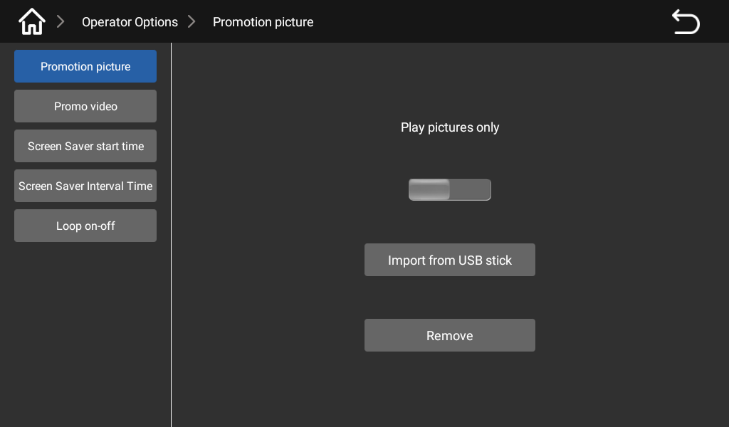 Operator Options
Promotion picture
Promotion picture
Promo video
Screen Saver start time
Screen Saver Interval Time
Loop on-off
Play pictures only
Import from USB stick
Remove